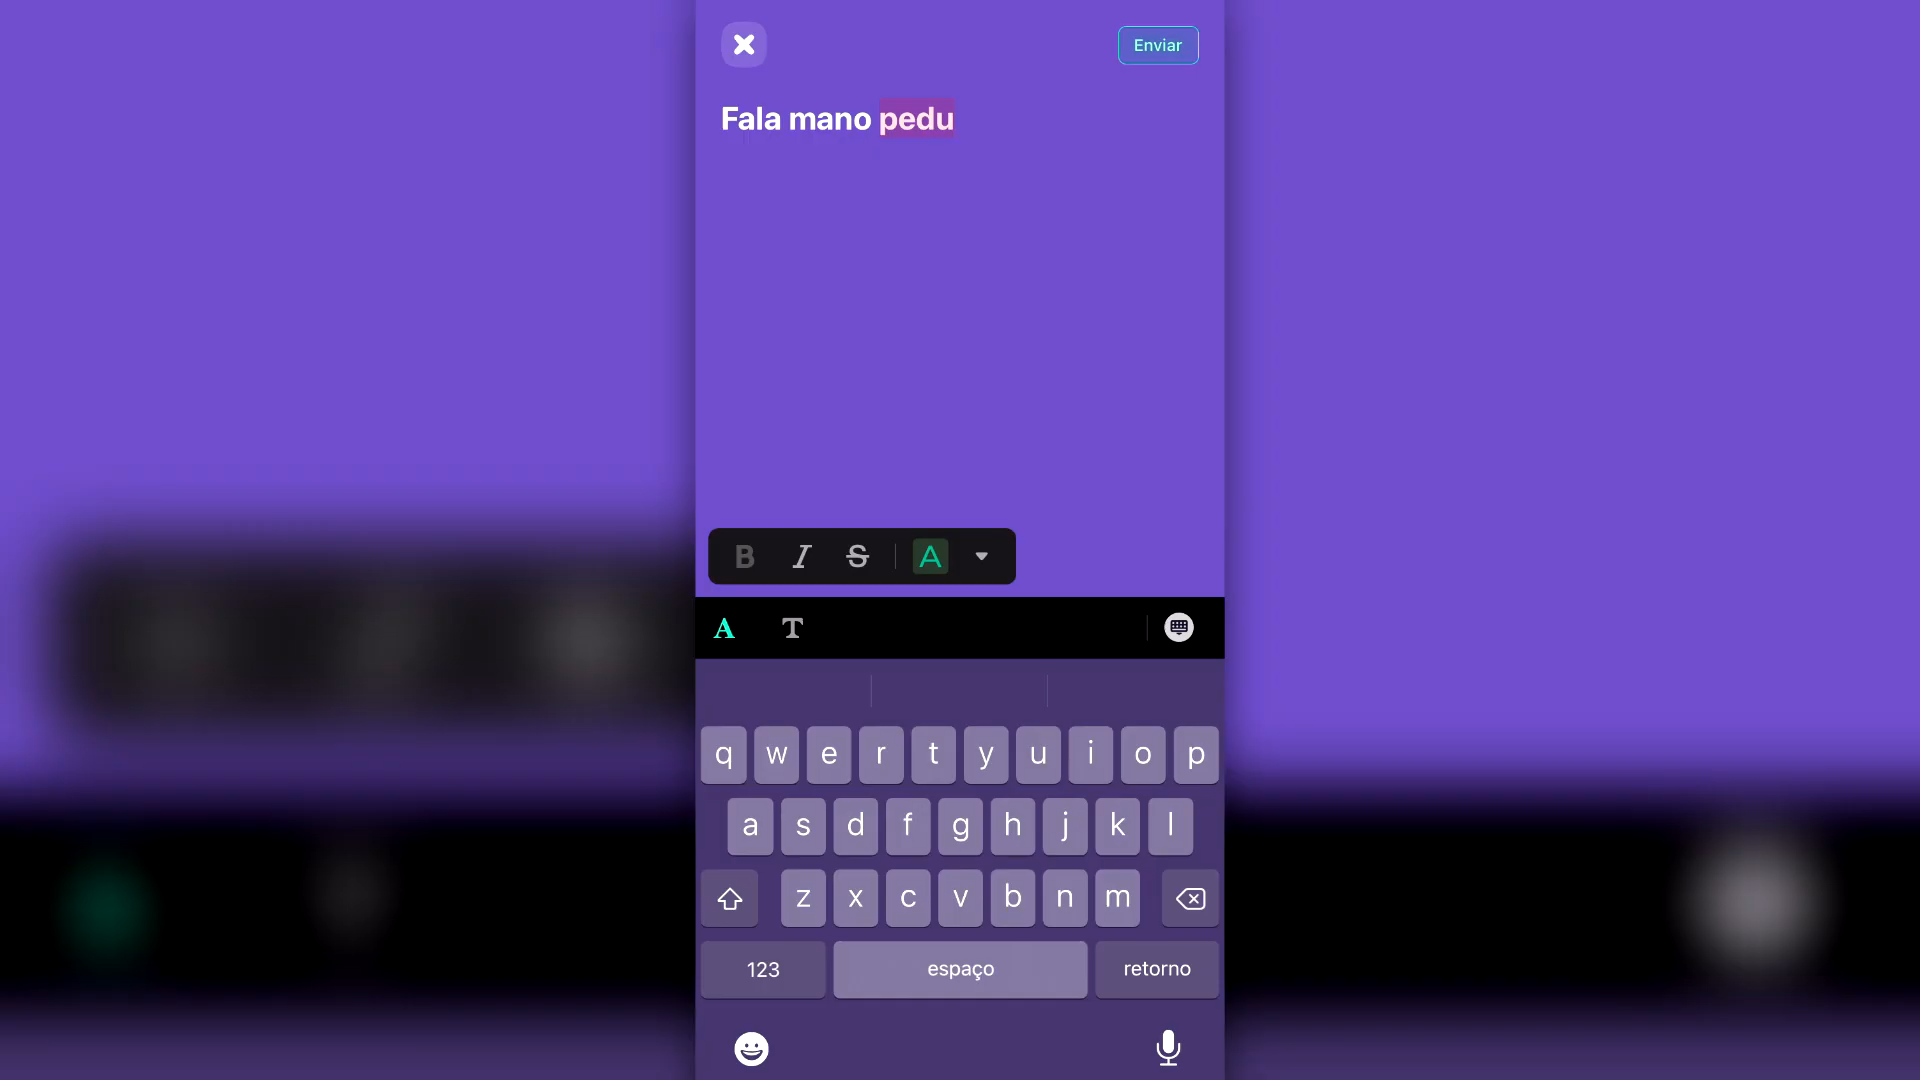 Enviar
Fala mano pedu
B I S A
A T
q w e r t y u i o p
a s d f g h j k l
z x c v b n m
123 espaço retorno